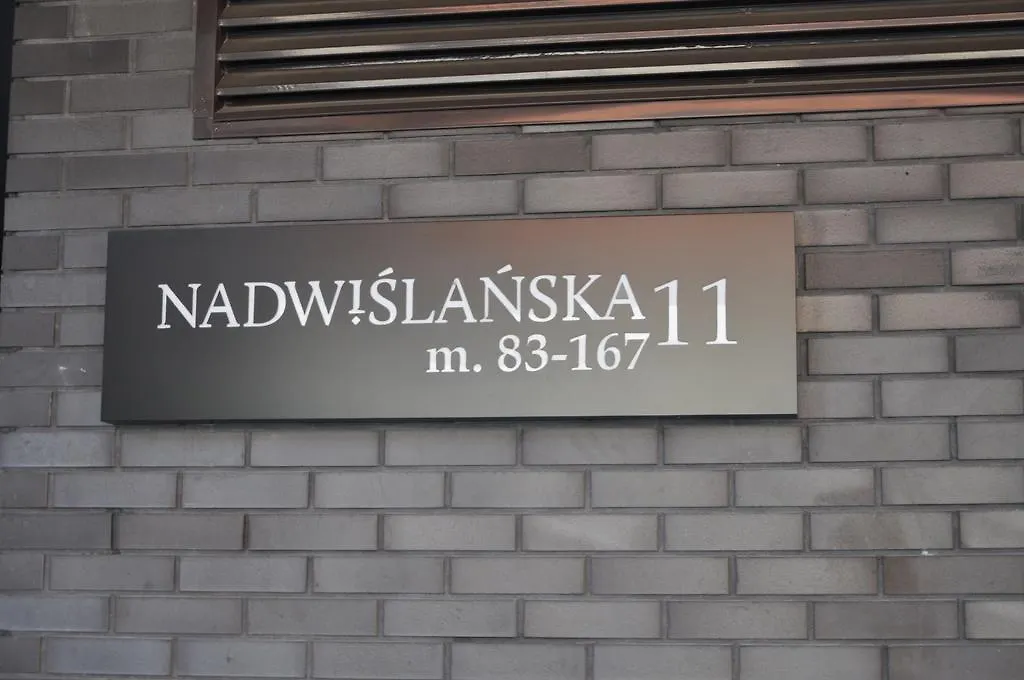 NADWIŚLAŃSKA 11
m. 83-167